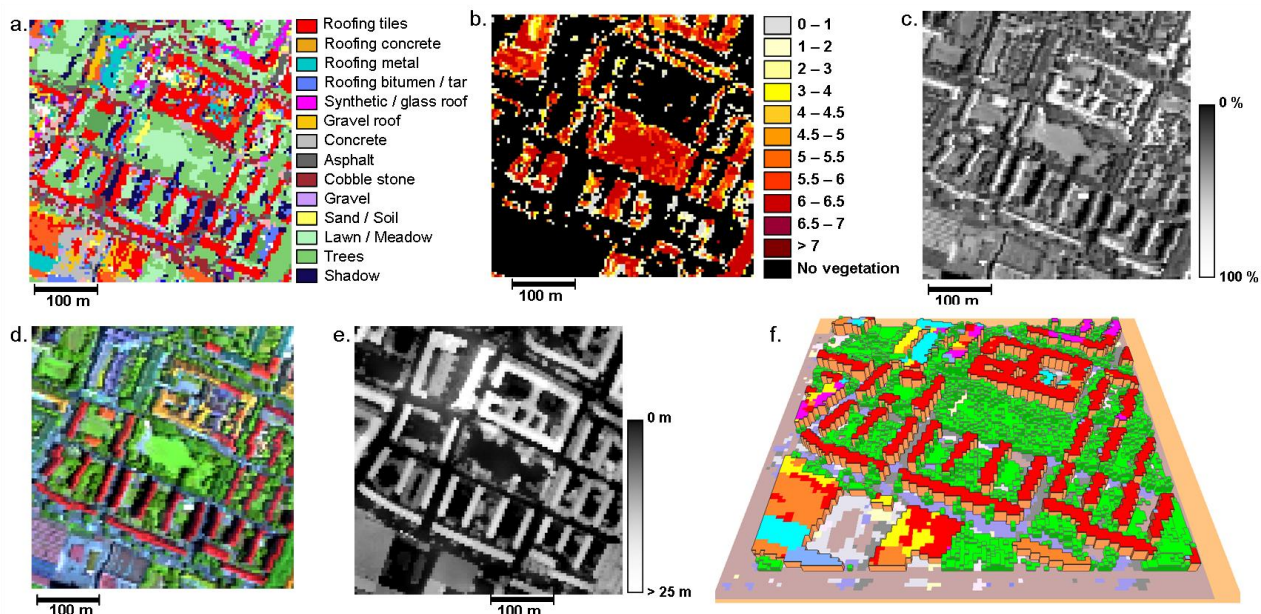 a.
Roofing tiles
Roofing concrete
Roofing metal
Roofing bitumen / tar
Synthetic / glass roof
Gravel roof
Concrete
Asphalt
Cobble stone
Gravel
Sand / Soil
Lawn / Meadow
Trees
Shadow
100 m
b.
0 – 1
1 – 2
2 – 3
3 – 4
4 – 4.5
4.5 – 5
5 – 5.5
5.5 – 6
6 – 6.5
6.5 – 7
> 7
No vegetation
100 m
c.
0 %
100 %
100 m
d.
100 m
e.
0 m
> 25 m
100 m
f.